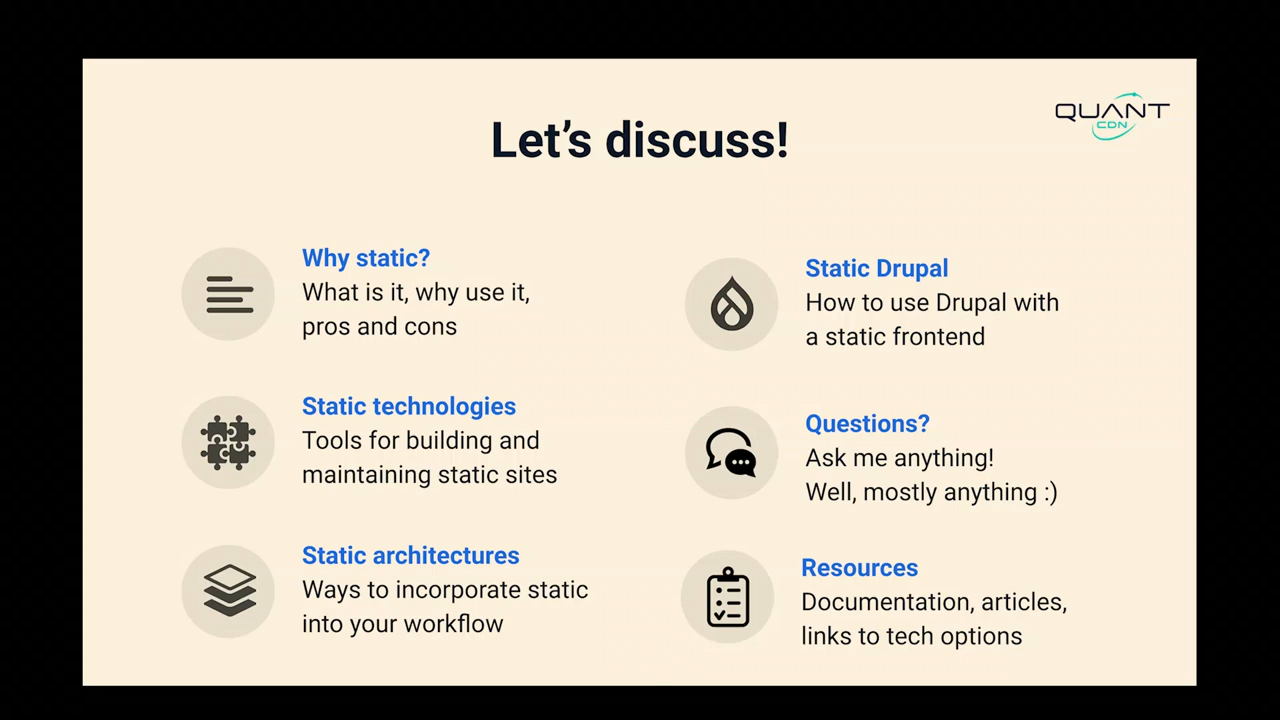 QUANT
CDN
Let's discuss!
Why static?
What is it, why use it,
pros and cons
Static technologies
Tools for building and
maintaining static sites
Static architectures
Ways to incorporate static
into your workflow
Static Drupal
How to use Drupal with
a static frontend
Questions?
Ask me anything!
Well, mostly anything :)
Resources
Documentation, articles,
links to tech options